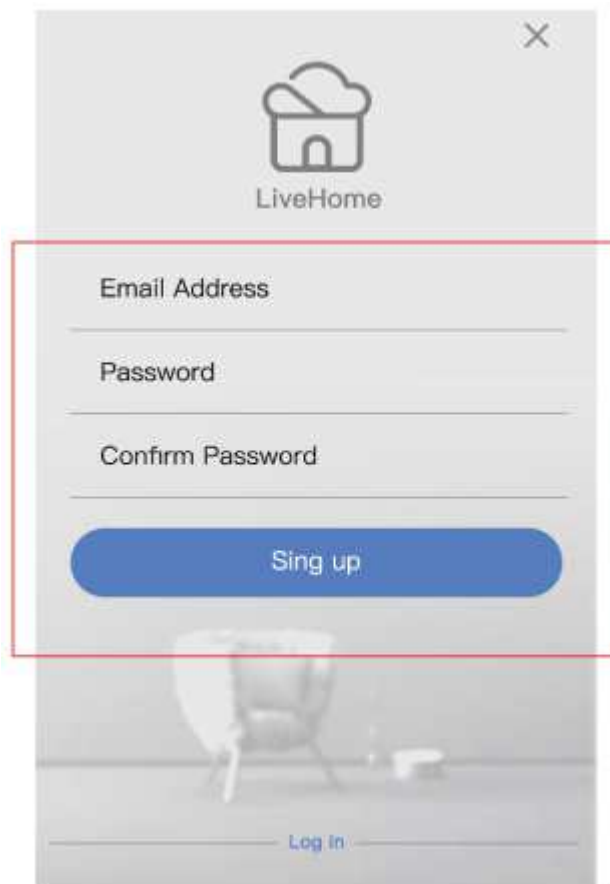 LiveHome
Email Address
Password
Confirm Password
Sing up
Log In